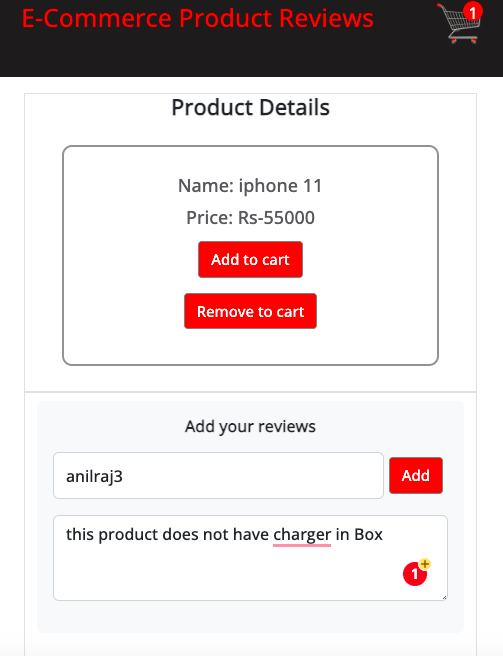 E-Commerce Product Reviews
1
Product Details
Name: iphone 11
Price: Rs-55000
Add to cart
Remove to cart
Add your reviews
anilraj3
Add
this product does not have charger in Box
1